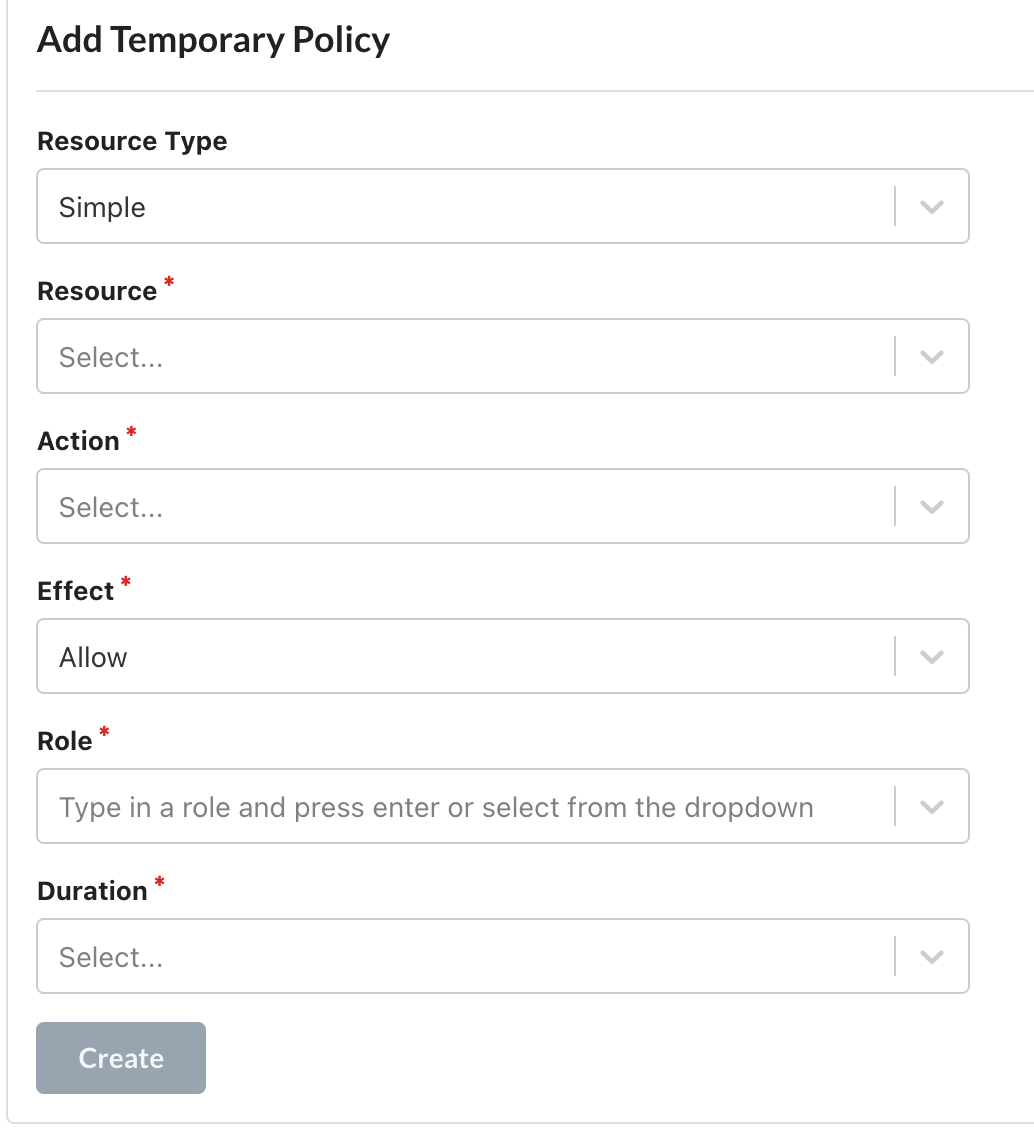 Add Temporary Policy
Resource Type
Simple
Resource *
Select...
Action *
Select...
Effect *
Allow
Role *
Type in a role and press enter or select from the dropdown
Duration *
Select...
Create